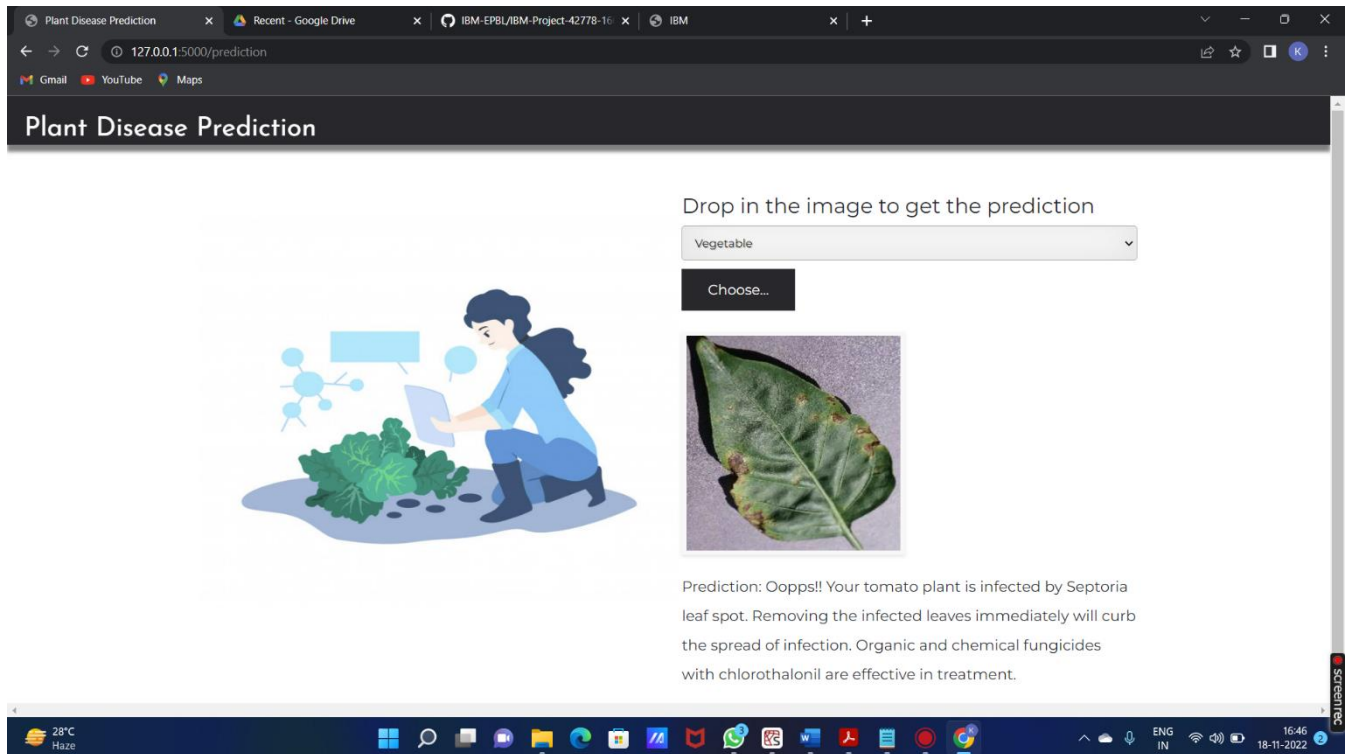 Plant Disease Prediction
Recent - Google Drive
IBM-EPBL/IBM-Project-42778-16
IBM
127.0.0.1:5000/prediction
K
Gmail
YouTube
Maps
Plant Disease Prediction
Drop in the image to get the prediction
Vegetable
Choose...
Prediction: Oopps!! Your tomato plant is infected by Septoria
leaf spot. Removing the infected leaves immediately will curb
the spread of infection. Organic and chemical fungicides
with chlorothalonil are effective in treatment.
screenrec
28°C
Haze
ENG
IN
16:46
18-11-2022
2